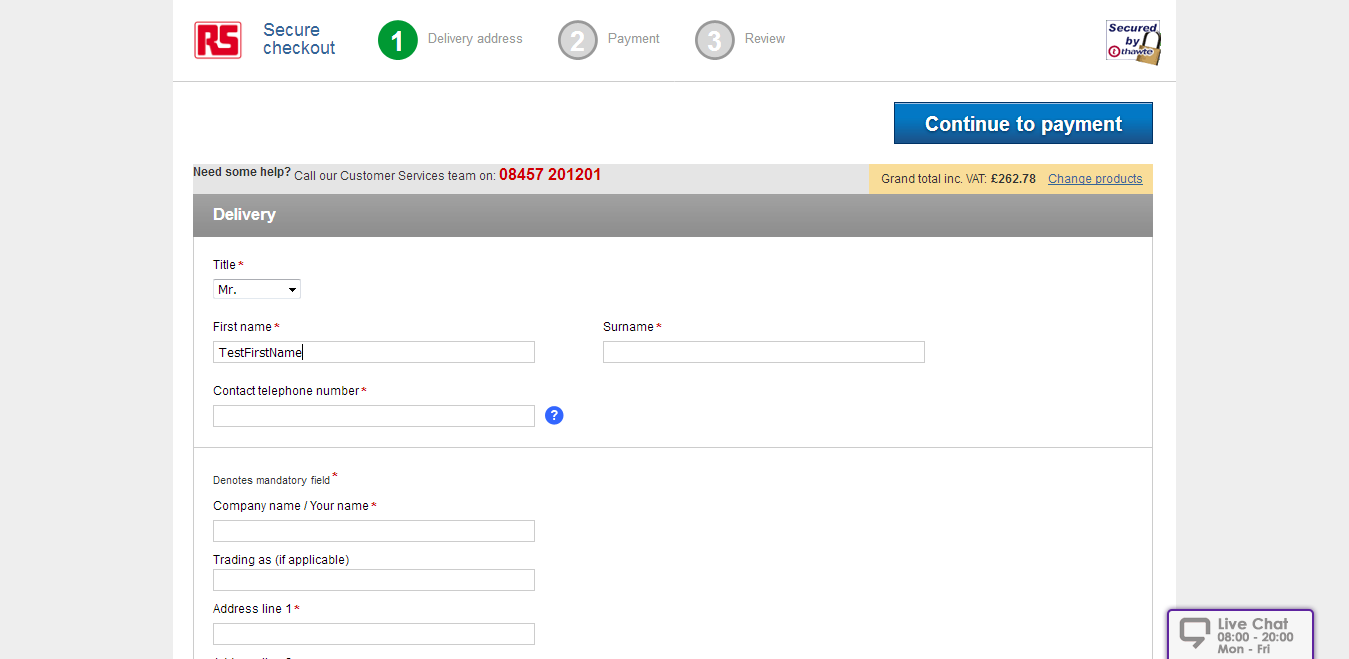 RS
Secure
checkout
1 Delivery address
2 Payment
3 Review
Secured
by
thawte
Continue to payment
Need some help? Call our Customer Services team on: 08457 201201
Grand total inc. VAT: £262.78 Change products
Delivery
Title*
Mr.
First name*
Surname*
TestFirstName
Contact telephone number*
?
Denotes mandatory field*
Company name / Your name*
Trading as (if applicable)
Address line 1*
Live Chat
08:00 - 20:00
Mon - Fri